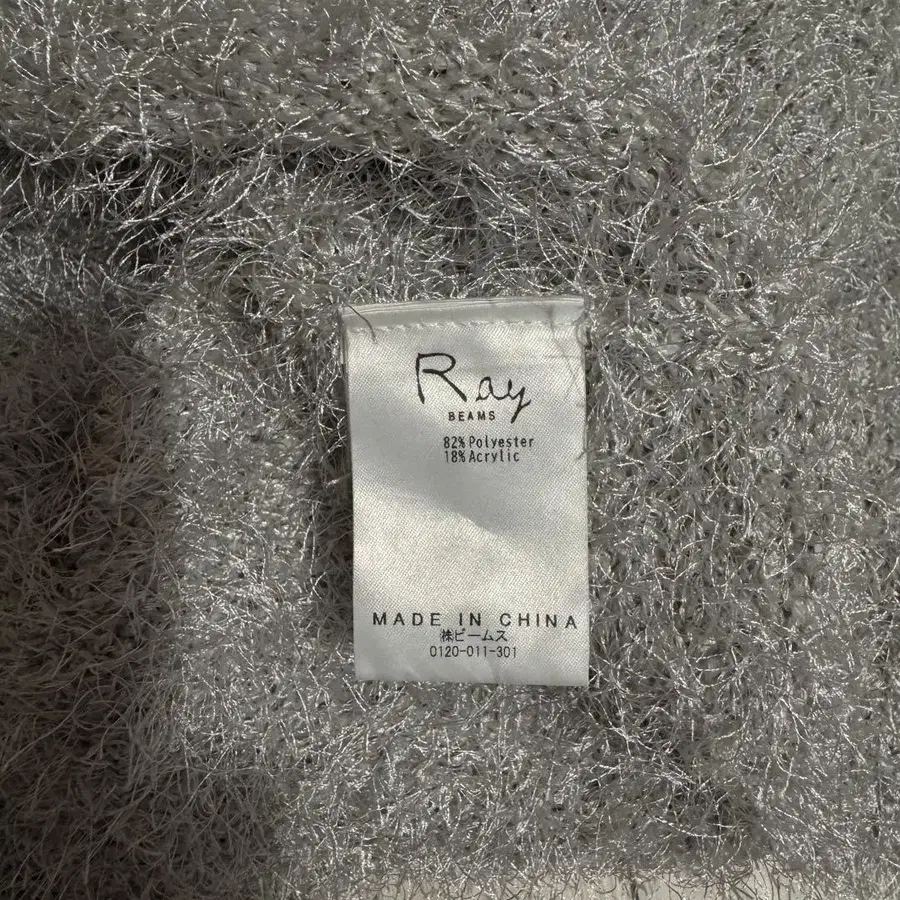 Ray
BEAMS
82% Polyester
18% Acrylic
MADE IN CHINA
㈱ビームス
0120-011-301